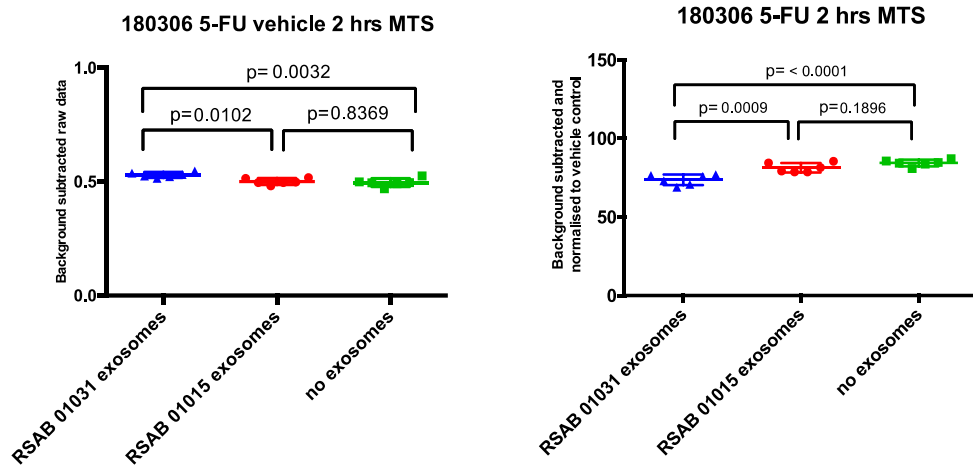 180306 5-FU vehicle 2 hrs MTS
Background subtracted raw data
1.0
0.5
0.0
p= 0.0032
p=0.0102
p=0.8369
RSAB 01031 exosomes
RSAB 01015 exosomes
no exosomes
180306 5-FU 2 hrs MTS
Background subtracted and
normalised to vehicle control
150
100
50
0
p= < 0.0001
p=0.0009
p=0.1896
RSAB 01031 exosomes
RSAB 01015 exosomes
no exosomes